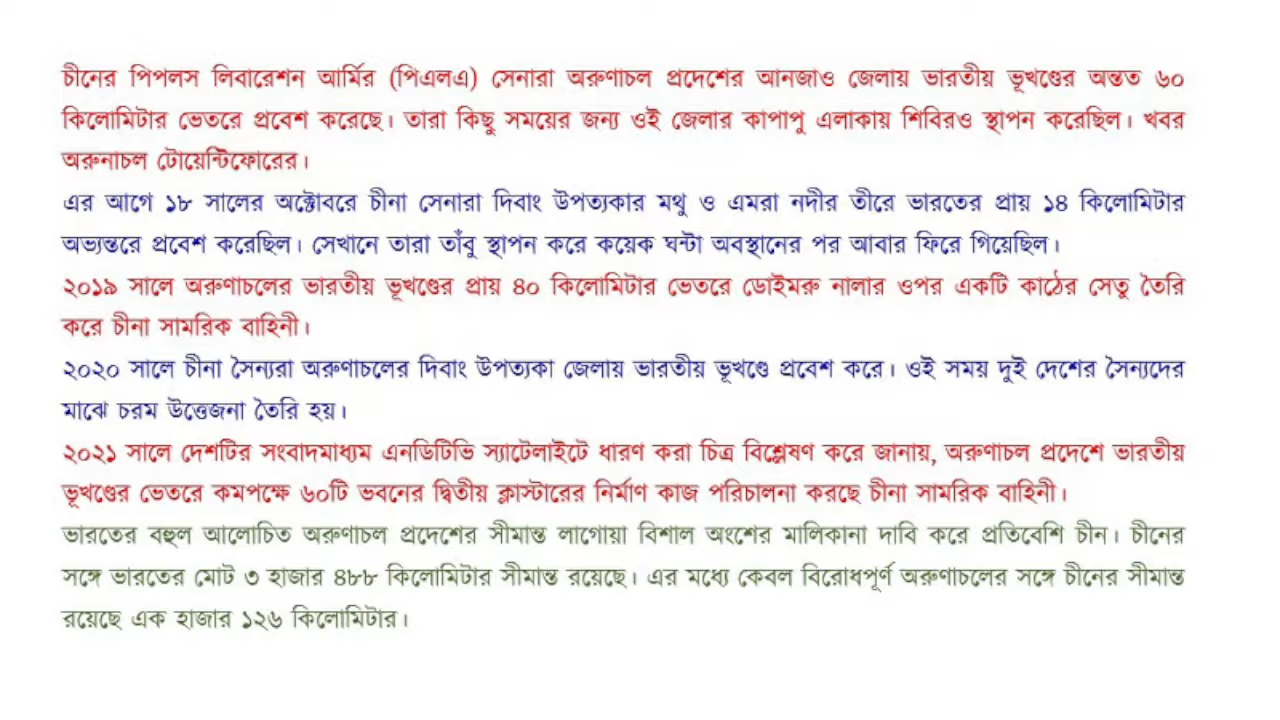 চীনের পিপলস লিবারেশন আর্মির (পিএলএ) সেনারা অরুণাচল প্রদেশের আনজাও জেলায় ভারতীয় ভূখণ্ডের অন্তত ৬০
কিলোমিটার ভেতরে প্রবেশ করেছে। তারা কিছু সময়ের জন্য ওই জেলার কাপাপু এলাকায় শিবিরও স্থাপন করেছিল। খবর
অরুনাচল টোয়েন্টিফোরের।
এর আগে ১৮ সালের অক্টোবরে চীনা সেনারা দিবাং উপত্যকার মথু ও এমরা নদীর তীরে ভারতের প্রায় ১৪ কিলোমিটার
অভ্যন্তরে প্রবেশ করেছিল। সেখানে তারা তাঁবু স্থাপন করে কয়েক ঘন্টা অবস্থানের পর আবার ফিরে গিয়েছিল।
২০১৯ সালে অরুণাচলের ভারতীয় ভূখণ্ডের প্রায় ৪০ কিলোমিটার ভেতরে ডোইমরু নালার ওপর একটি কাঠের সেতু তৈরি
করে চীনা সামরিক বাহিনী।
২০২০ সালে চীনা সৈন্যরা অরুণাচলের দিবাং উপত্যকা জেলায় ভারতীয় ভূখণ্ডে প্রবেশ করে। ওই সময় দুই দেশের সৈন্যদের
মাঝে চরম উত্তেজনা তৈরি হয়।
২০২১ সালে দেশটির সংবাদমাধ্যম এনডিটিভি স্যাটেলাইটে ধারণ করা চিত্র বিশ্লেষণ করে জানায়, অরুণাচল প্রদেশে ভারতীয়
ভূখণ্ডের ভেতরে কমপক্ষে ৬০টি ভবনের দ্বিতীয় ক্লাস্টারের নির্মাণ কাজ পরিচালনা করছে চীনা সামরিক বাহিনী।
ভারতের বহুল আলোচিত অরুণাচল প্রদেশের সীমান্ত লাগোয়া বিশাল অংশের মালিকানা দাবি করে প্রতিবেশি চীন। চীনের
সঙ্গে ভারতের মোট ৩ হাজার ৪৮৮ কিলোমিটার সীমান্ত রয়েছে। এর মধ্যে কেবল বিরোধপূর্ণ অরুণাচলের সঙ্গে চীনের সীমান্ত
রয়েছে এক হাজার ১২৬ কিলোমিটার।